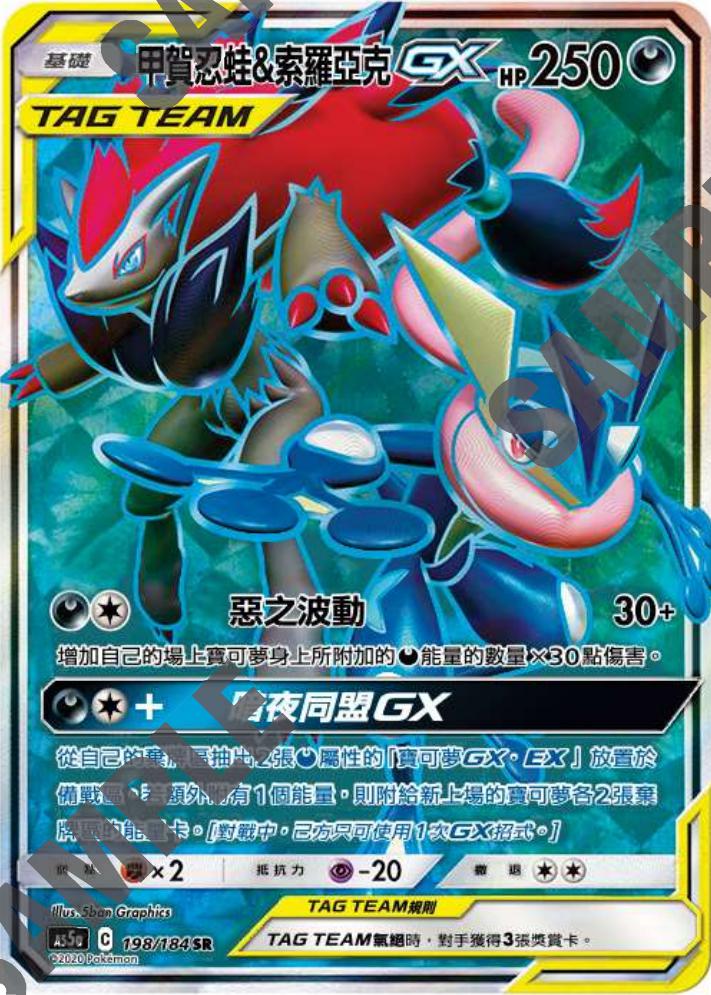 基礎 甲賀忍蛙&索羅亞克GX HP250
TAG TEAM
惡之波動 30+
增加自己的場上寶可夢身上所附加的能量的數量×30點傷害。
+ 暗夜同盟GX
從自己的棄牌區抽出2張屬性的「寶可夢GX・EX」放置於
備戰區。若額外附有1個能量,則附給新上場的寶可夢各2張棄
牌區的能量卡。[對戰中,己方只可使用1次GX招式。]
弱點 ×2 抵抗力 -20 撤退
Illus. 5ban Graphics
TAG TEAM規則
AS5a C 198/184 SR
TAG TEAM氣絕時,對手獲得3張獎賞卡。
©2020 Pokémon
SAMPLE
SAMPLE